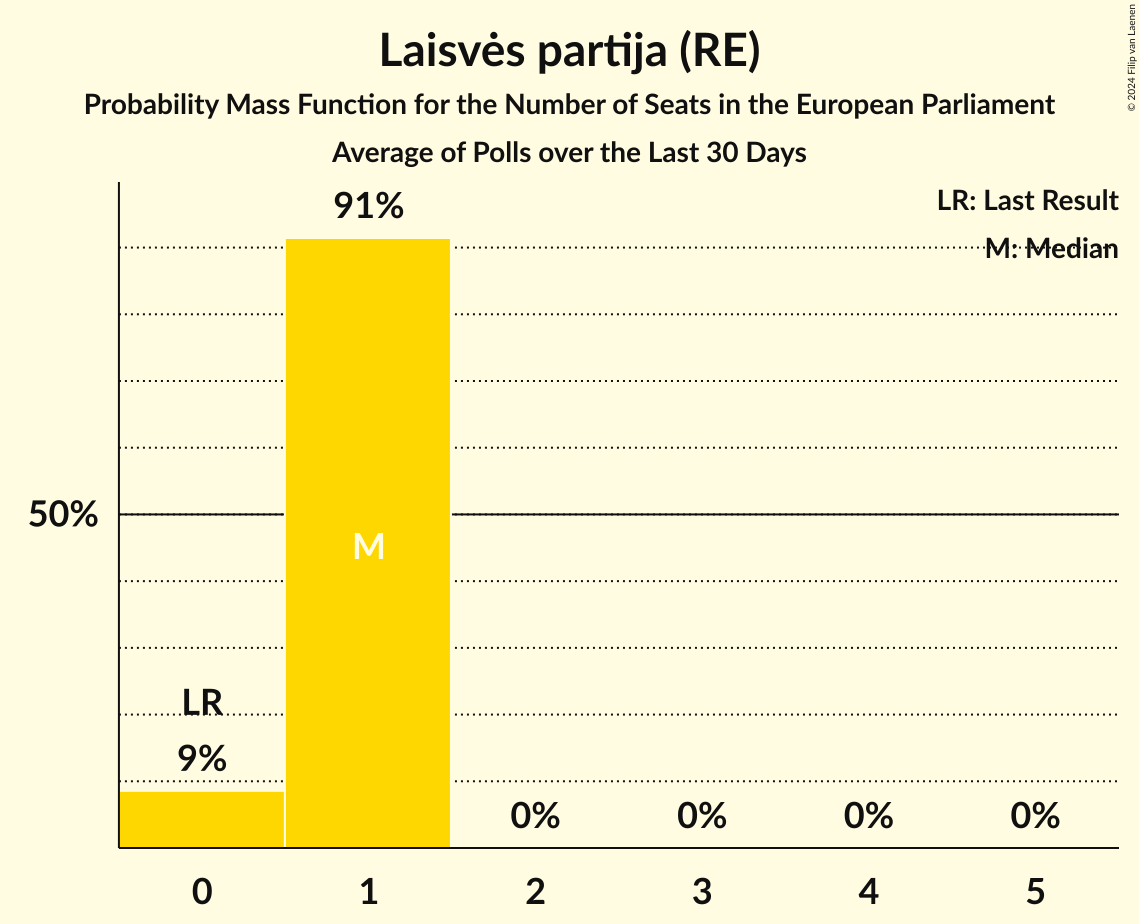 Laisvės partija (RE)
Probability Mass Function for the Number of Seats in the European Parliament
Average of Polls over the Last 30 Days
© 2024 Filip van Laenen
91%
LR: Last Result
M: Median
50%
M
LR
9%
0% 0% 0% 0%
0 1 2 3 4 5